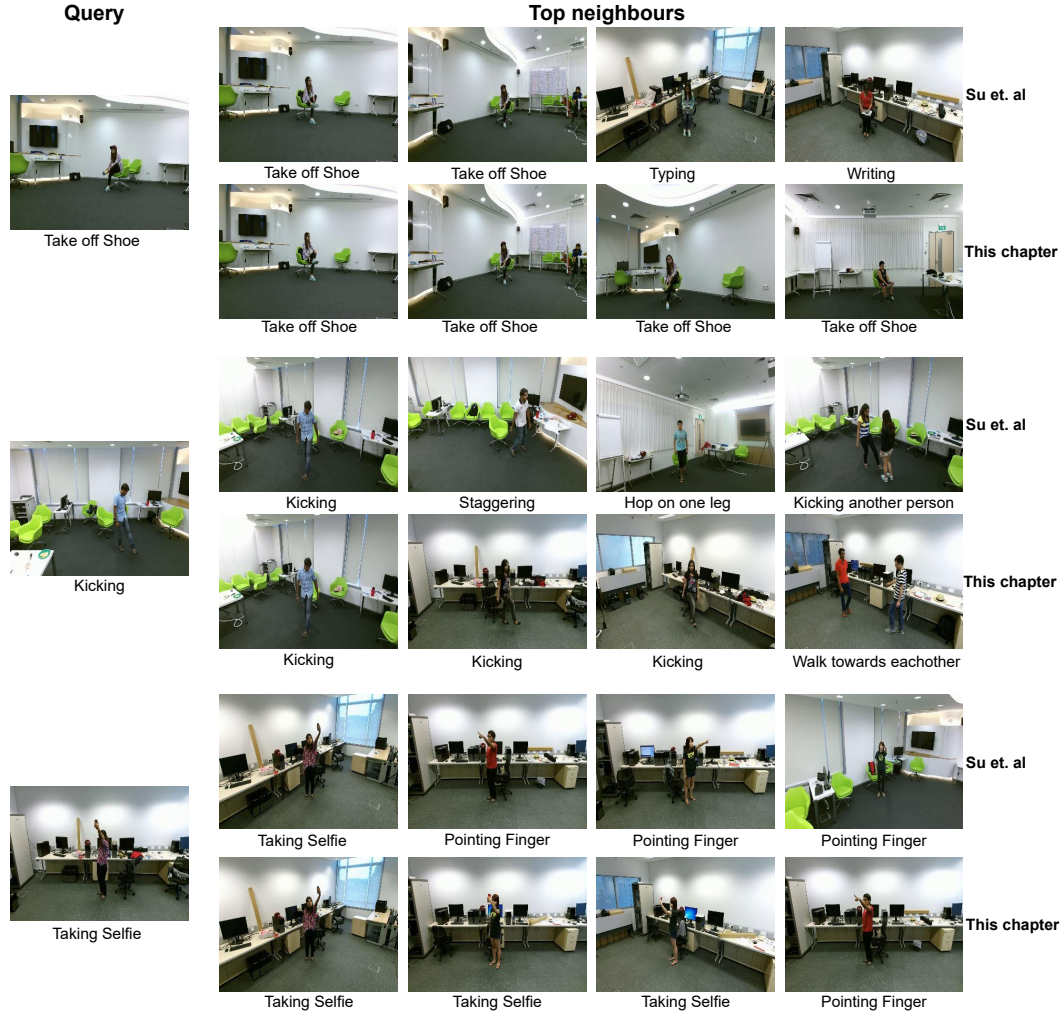 Query
Top neighbours
Su et. al
Take off Shoe
Take off Shoe
Typing
Writing
Take off Shoe
This chapter
Take off Shoe
Take off Shoe
Take off Shoe
Take off Shoe
Su et. al
Kicking
Staggering
Hop on one leg
Kicking another person
Kicking
This chapter
Kicking
Kicking
Kicking
Walk towards eachother
Su et. al
Taking Selfie
Pointing Finger
Pointing Finger
Pointing Finger
Taking Selfie
This chapter
Taking Selfie
Taking Selfie
Taking Selfie
Pointing Finger